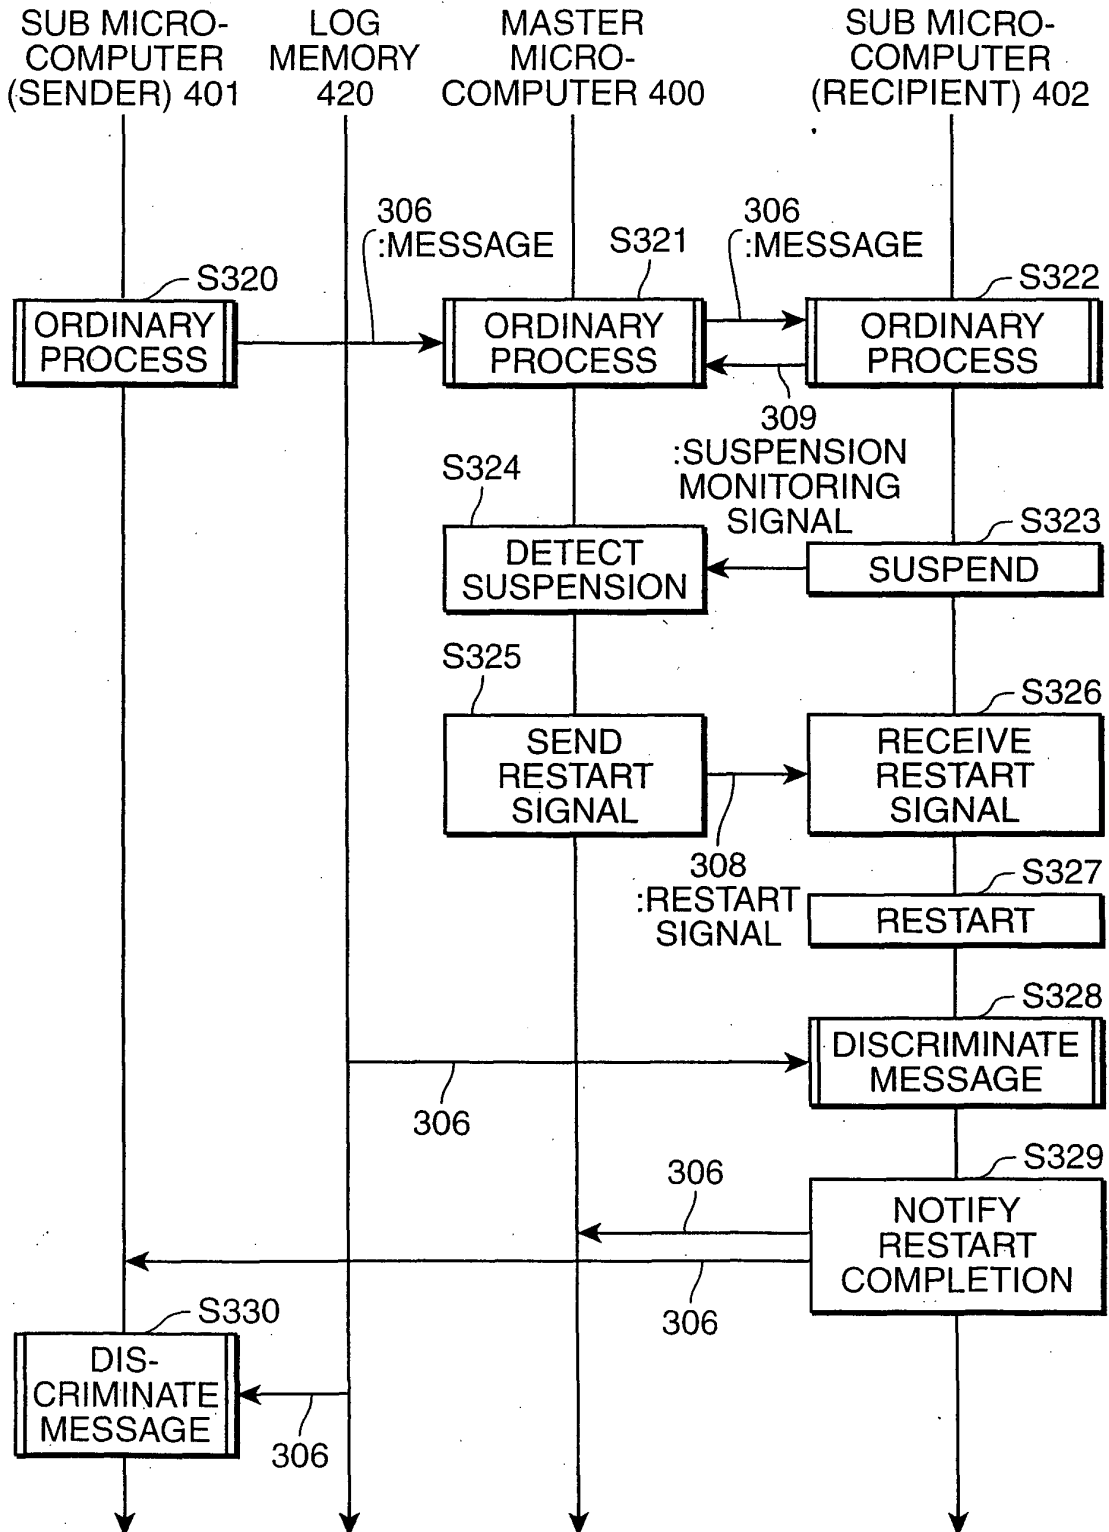 SUB MICRO-
COMPUTER
(SENDER) 401
LOG
MEMORY
420
MASTER
MICRO-
COMPUTER 400
SUB MICRO-
COMPUTER
(RECIPIENT) 402
306
:MESSAGE
S321
306
:MESSAGE
S320
S322
ORDINARY
PROCESS
ORDINARY
PROCESS
ORDINARY
PROCESS
309
:SUSPENSION
MONITORING
SIGNAL
S324
S323
DETECT
SUSPENSION
SUSPEND
S325
S326
SEND
RESTART
SIGNAL
RECEIVE
RESTART
SIGNAL
308
:RESTART
SIGNAL
S327
RESTART
S328
DISCRIMINATE
MESSAGE
306
S329
306
NOTIFY
RESTART
COMPLETION
306
S330
DIS-
CRIMINATE
MESSAGE
306